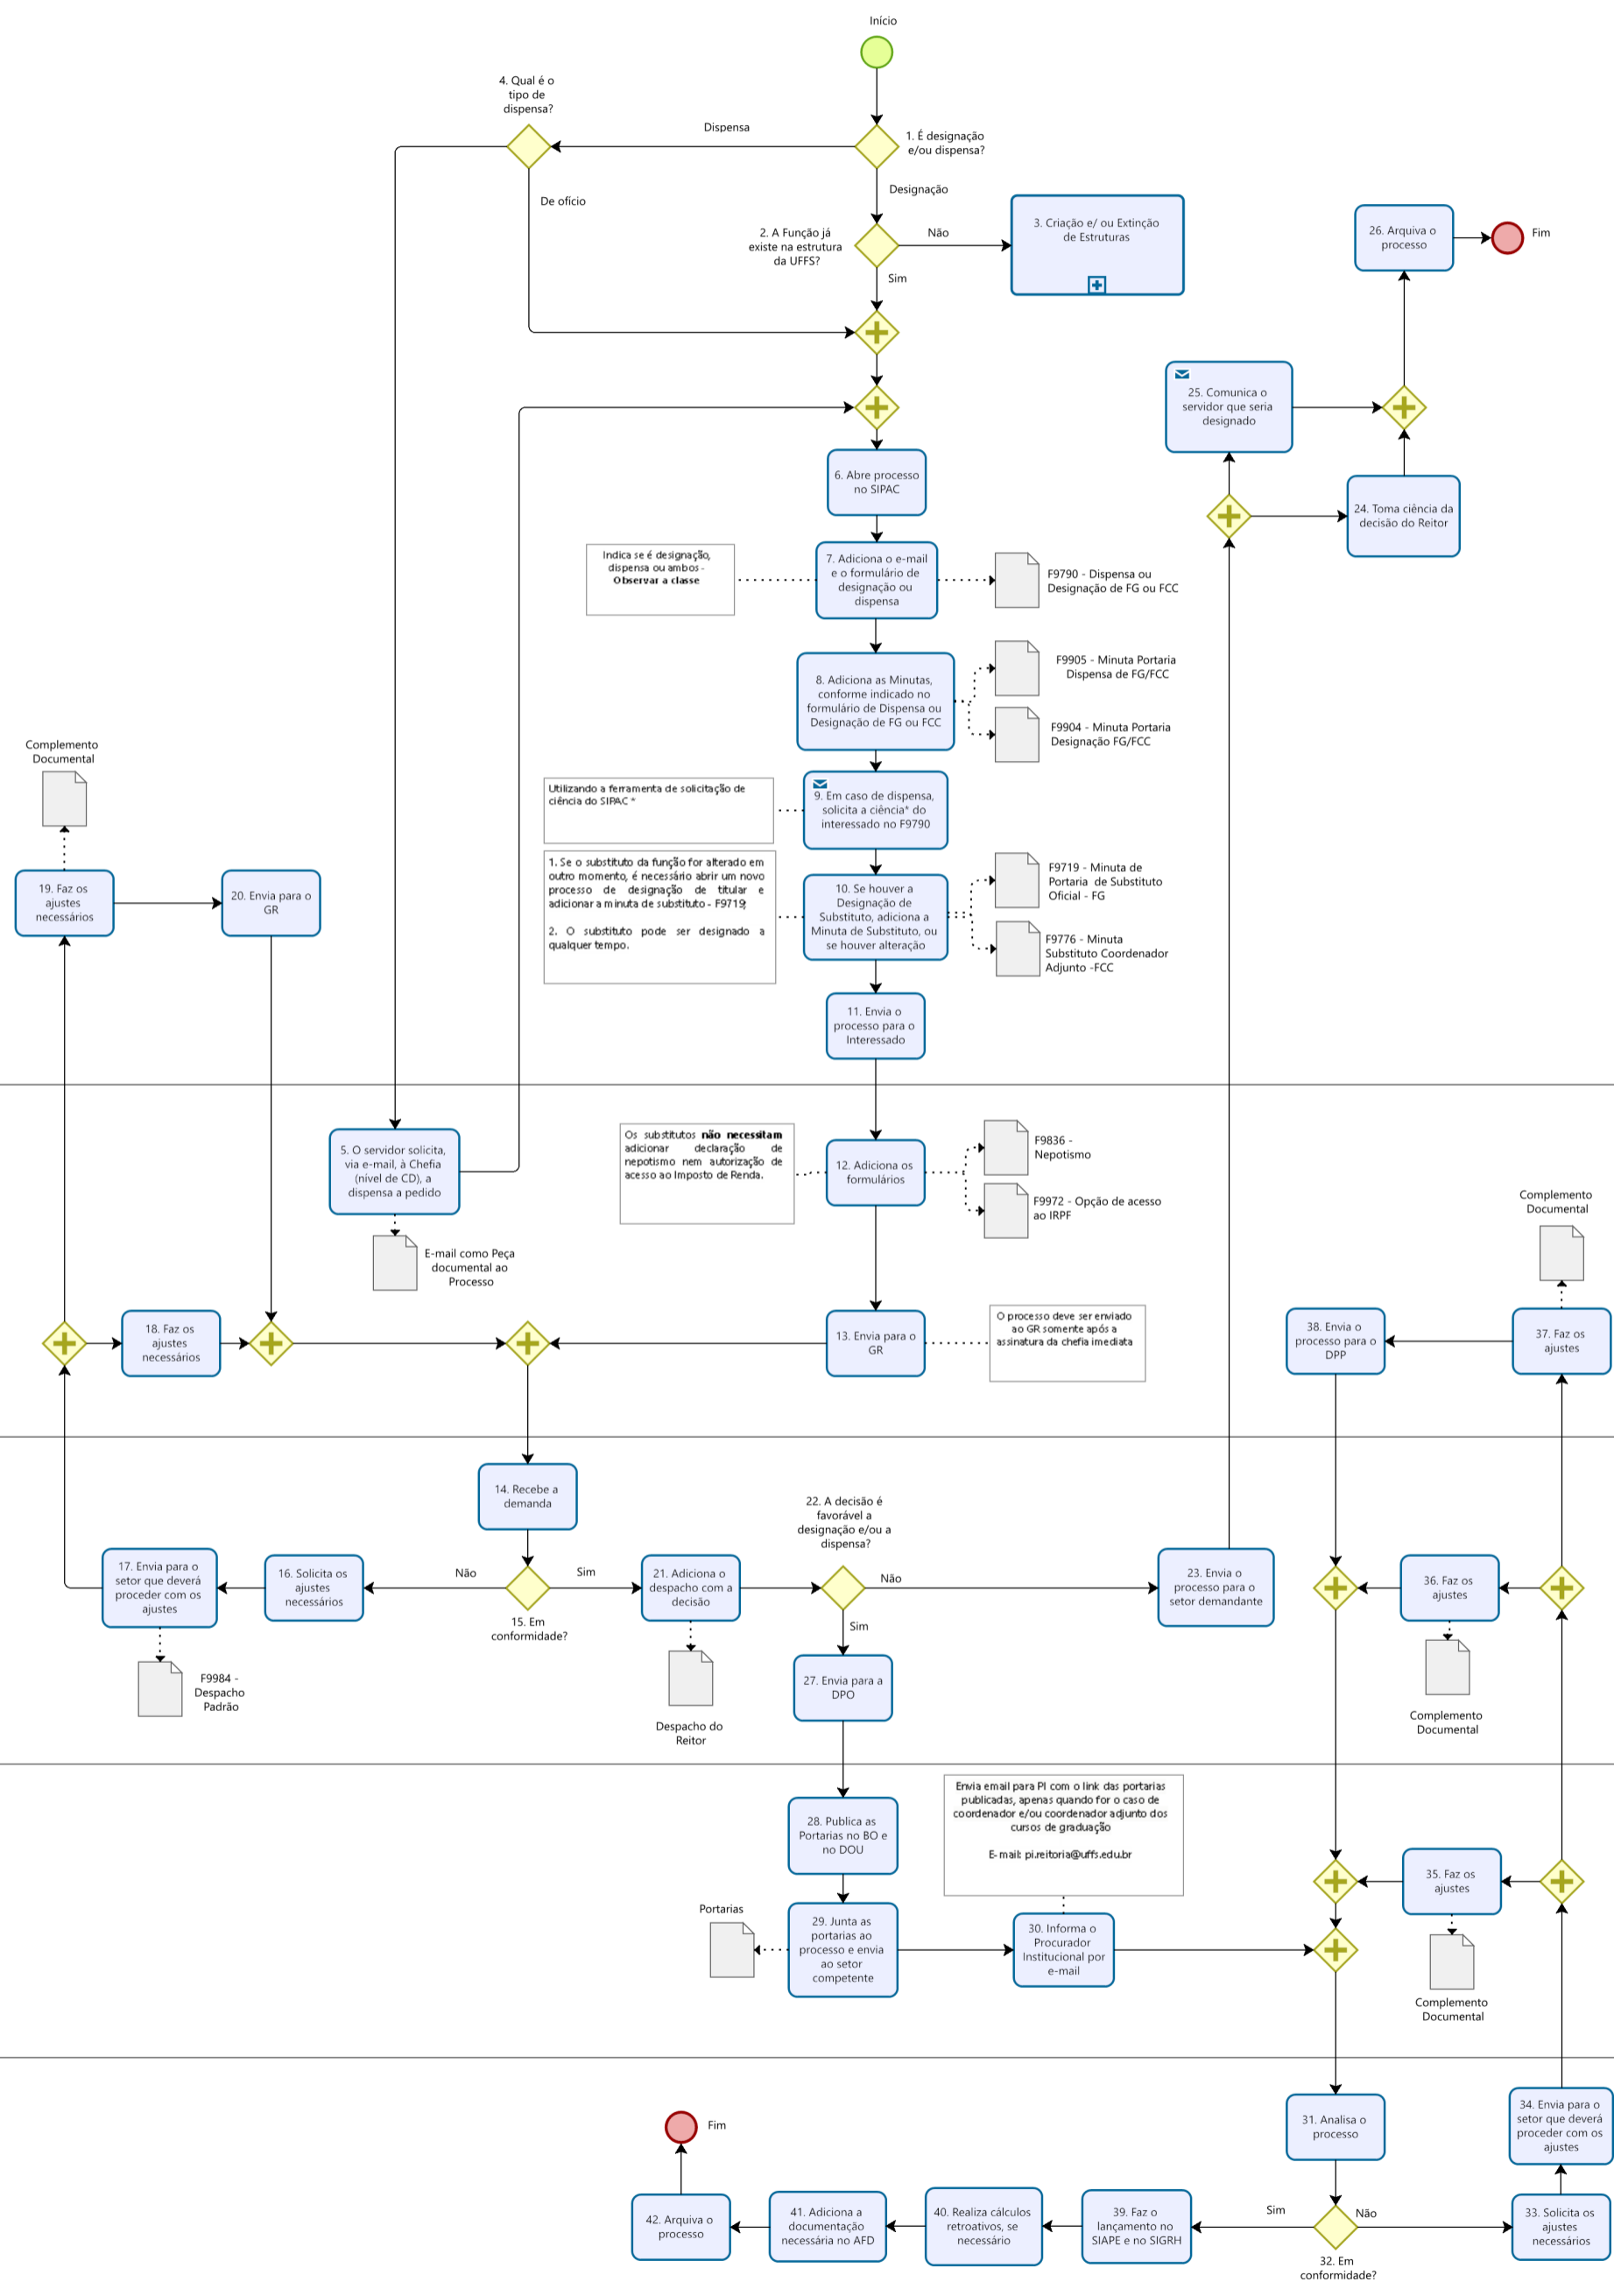 Início
4. Qual é o
tipo de
dispensa?
Dispensa
1. É designação
e/ou dispensa?
De ofício
Designação
2. A Função já
existe na estrutura
da UFFS?
Não
Sim
3. Criação e/ ou Extinção
de Estruturas
26. Arquiva o
processo
Fim
25. Comunica o
servidor que seria
designado
24. Toma ciência da
decisão do Reitor
6. Abre processo
no SIPAC
Indica se é designação,
dispensa ou ambos -
Observar a classe
7. Adiciona o e-mail
e o formulário de
designação ou
dispensa
F9790 - Dispensa ou
Designação de FG ou FCC
8. Adiciona as Minutas,
conforme indicado no
formulário de Dispensa ou
Designação de FG ou FCC
F9905 - Minuta Portaria
Dispensa de FG/FCC
F9904 - Minuta Portaria
Designação FG/FCC
Complemento
Documental
Utilizando a ferramenta de solicitação de
ciência do SIPAC *
9. Em caso de dispensa,
solicita a ciência* do
interessado no F9790
19. Faz os
ajustes
necessários
20. Envia para o
GR
1. Se o substituto da função for alterado em
outro momento, é necessário abrir um novo
processo de designação de titular e
adicionar a minuta de substituto - F9719;
2. O substituto pode ser designado a
qualquer tempo.
10. Se houver a
Designação de
Substituto, adiciona a
Minuta de Substituto, ou
se houver alteração
F9719 - Minuta de
Portaria de Substituto
Oficial - FG
F9776 - Minuta
Substituto Coordenador
Adjunto -FCC
11. Envia o
processo para o
Interessado
5. O servidor solicita,
via e-mail, à Chefia
(nível de CD), a
dispensa a pedido
E-mail como Peça
documental ao
Processo
Os substitutos não necessitam
adicionar declaração de
nepotismo nem autorização de
acesso ao Imposto de Renda.
12. Adiciona os
formulários
F9836 -
Nepotismo
F9972 - Opção de acesso
ao IRPF
Complemento
Documental
18. Faz os
ajustes
necessários
13. Envia para o
GR
O processo deve ser enviado
ao GR somente após a
assinatura da chefia imediata
38. Envia o
processo para o
DPP
37. Faz os
ajustes
14. Recebe a
demanda
22. A decisão é
favorável a
designação e/ou a
dispensa?
17. Envia para o
setor que deverá
proceder com os
ajustes
16. Solicita os
ajustes
necessários
Não
Sim
15. Em
conformidade?
21. Adiciona o
despacho com a
decisão
Não
Sim
23. Envia o
processo para o
setor demandante
36. Faz os
ajustes
F9984 -
Despacho
Padrão
Despacho do
Reitor
27. Envia para a
DPO
Complemento
Documental
28. Publica as
Portarias no BO e
no DOU
Envia email para PI com o link das portarias
publicadas, apenas quando for o caso de
coordenador e/ou coordenador adjunto dos
cursos de graduação
E-mail: pi.reitoria@uffs.edu.br
35. Faz os
ajustes
Portarias
29. Junta as
portarias ao
processo e envia
ao setor
competente
30. Informa o
Procurador
Institucional por
e-mail
Complemento
Documental
Fim
31. Analisa o
processo
34. Envia para o
setor que deverá
proceder com os
ajustes
42. Arquiva o
processo
41. Adiciona a
documentação
necessária no AFD
40. Realiza cálculos
retroativos, se
necessário
39. Faz o
lançamento no
SIAPE e no SIGRH
Sim
Não
32. Em
conformidade?
33. Solicita os
ajustes
necessários